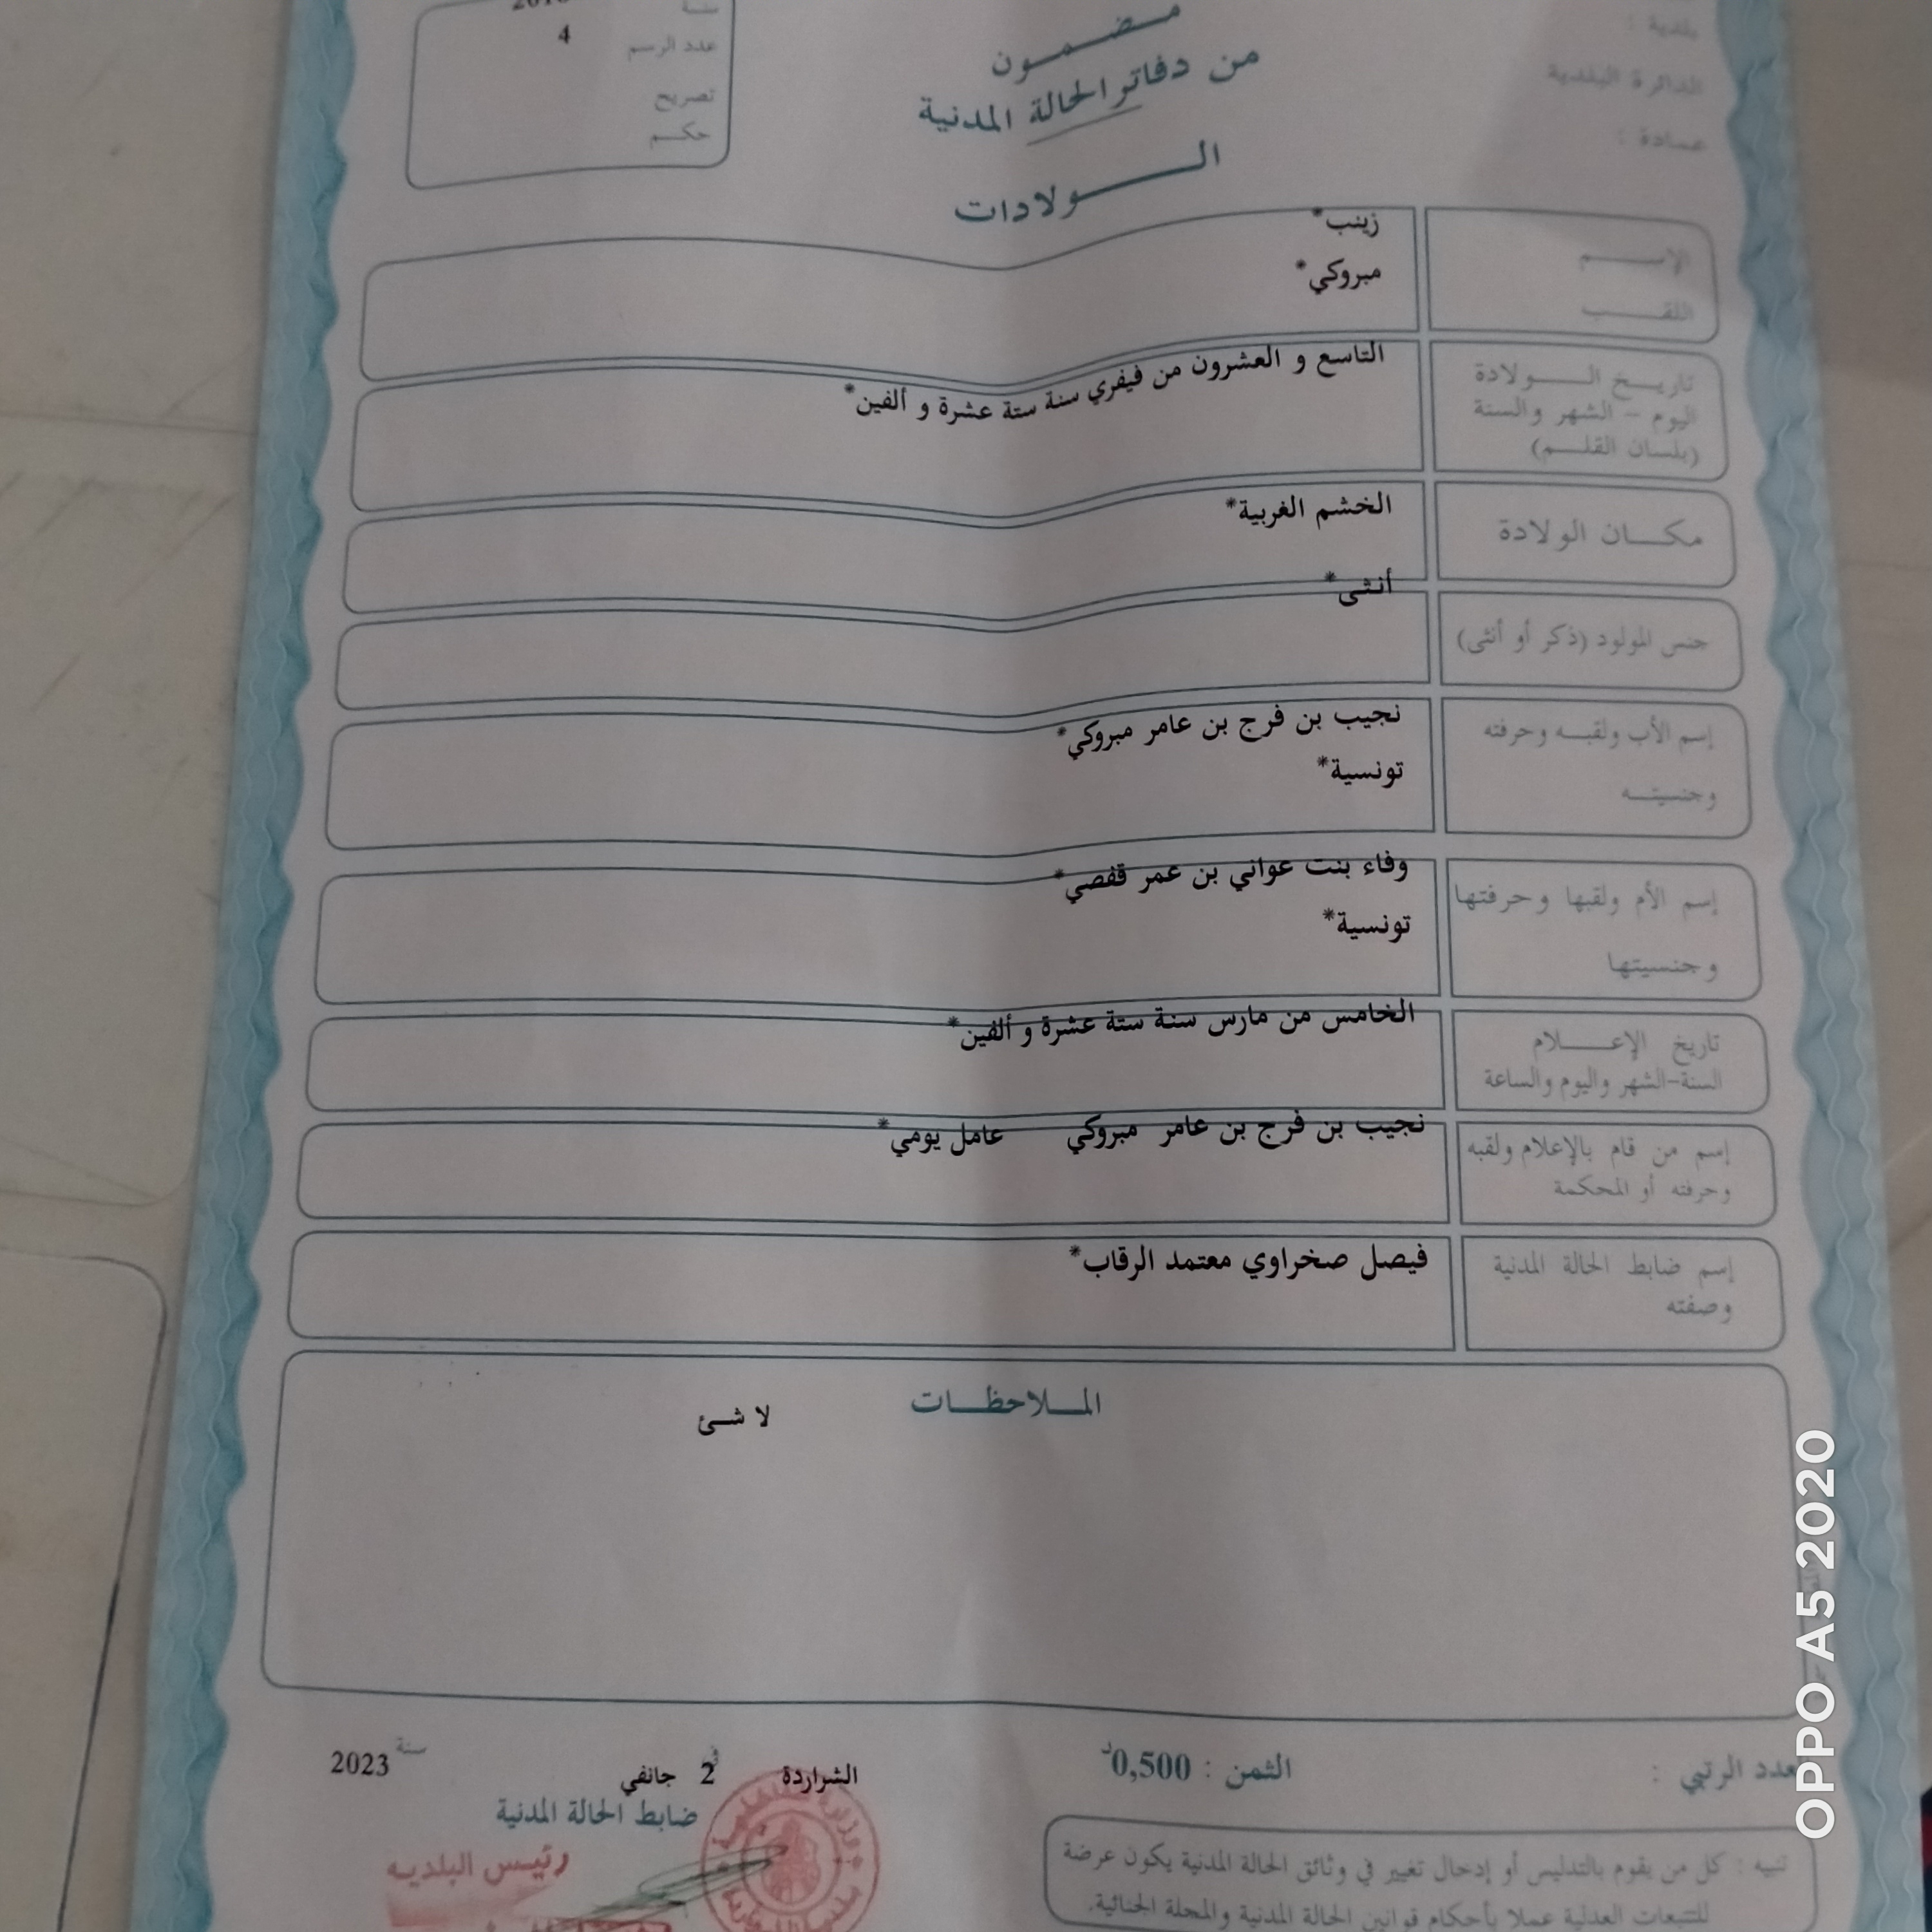 سنة
عدد الرسم 4
تصريح
حكم
مضمون
من دفاتر الحالة المدنية
الولادات
بلدية :
الدائرة البلدية
عمادة :
الإسم زينب*
اللقب مبروكي*
تاريخ الولادة
اليوم - الشهر والسنة
(بلسان القلم)
التاسع و العشرون من فيفري سنة ستة عشرة و ألفين*
مكان الولادة الخشم الغربية*
جنس المولود (ذكر أو أنثى) أنثى*
إسم الأب ولقبه وحرفته
وجنسيته
نجيب بن فرج بن عامر مبروكي*
تونسية*
إسم الأم ولقبها وحرفتها
وجنسيتها
وفاء بنت عواني بن عمر قفصي*
تونسية*
تاريخ الإعلام
السنة-الشهر واليوم والساعة
الخامس من مارس سنة ستة عشرة و ألفين*
إسم من قام بالإعلام ولقبه
وحرفته أو المحكمة
نجيب بن فرج بن عامر مبروكي عامل يومي*
إسم ضابط الحالة المدنية
وصفته
فيصل صخراوي معتمد الرقاب*
الملاحظات
لا شئ
عدد الرتبي :
الثمن : 0,500د
الشراردة في 2 جانفي سنة 2023
ضابط الحالة المدنية
رئيس البلدية
تنبيه : كل من يقوم بالتدليس أو إدخال تغيير في وثائق الحالة المدنية يكون عرضة
للتتبعات العدلية عملا بأحكام قوانين الحالة المدنية والمجلة الجنائية.
OPPO A5 2020